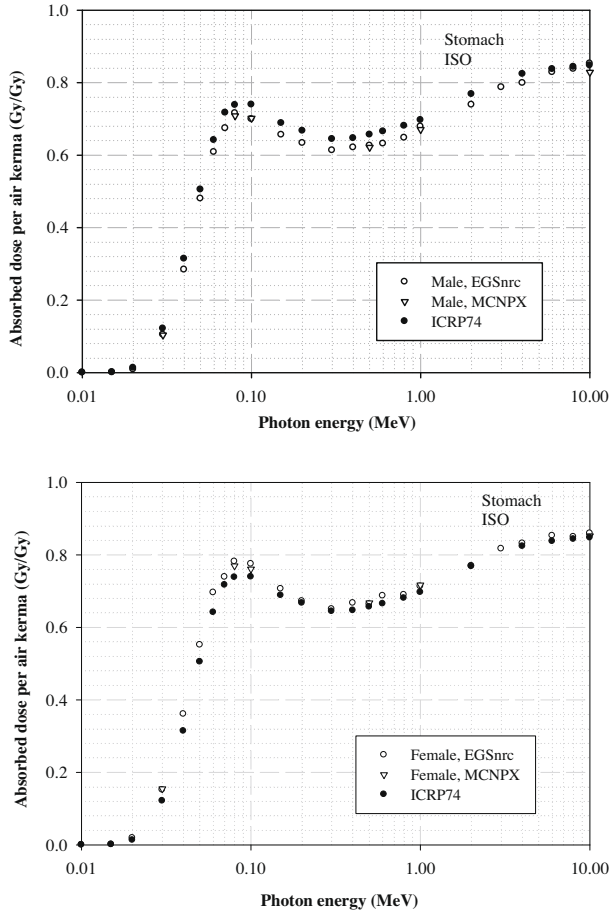 1.0
0.8
0.6
0.4
0.2
0.0
Absorbed dose per air kerma (Gy/Gy)
Stomach
ISO
Male, EGSnrc
Male, MCNPX
ICRP74
0.01
0.10
1.00
10.00
Photon energy (MeV)
1.0
0.8
0.6
0.4
0.2
0.0
Absorbed dose per air kerma (Gy/Gy)
Stomach
ISO
Female, EGSnrc
Female, MCNPX
ICRP74
0.01
0.10
1.00
10.00
Photon energy (MeV)